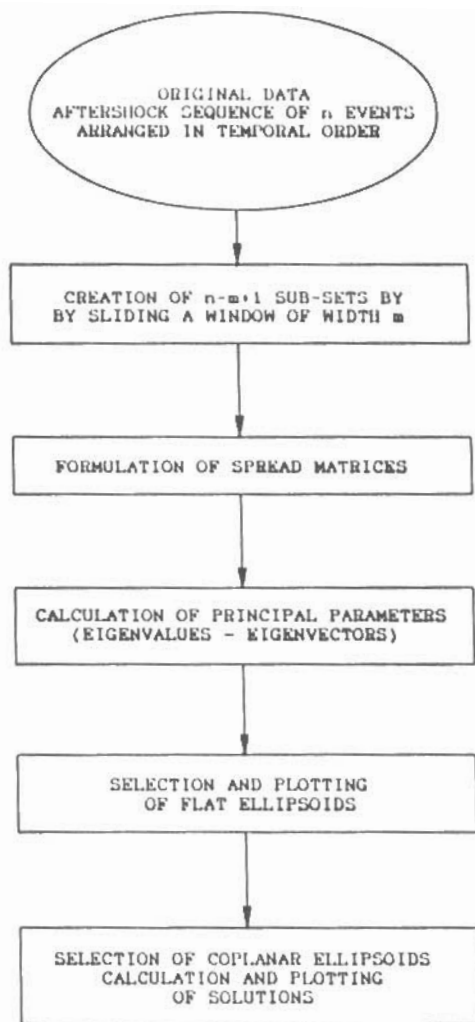 ORIGINAL DATA
AFTERSHOCK SEQUENCE OF n EVENTS
ARRANGED IN TEMPORAL ORDER
CREATION OF n-m+1 SUB-SETS BY
BY SLIDING A WINDOW OF WIDTH m
FORMULATION OF SPREAD MATRICES
CALCULATION OF PRINCIPAL PARAMETERS
(EIGENVALUES - EIGENVECTORS)
SELECTION AND PLOTTING
OF FLAT ELLIPSOIDS
SELECTION OF COPLANAR ELLIPSOIDS
CALCULATION AND PLOTTING
OF SOLUTIONS